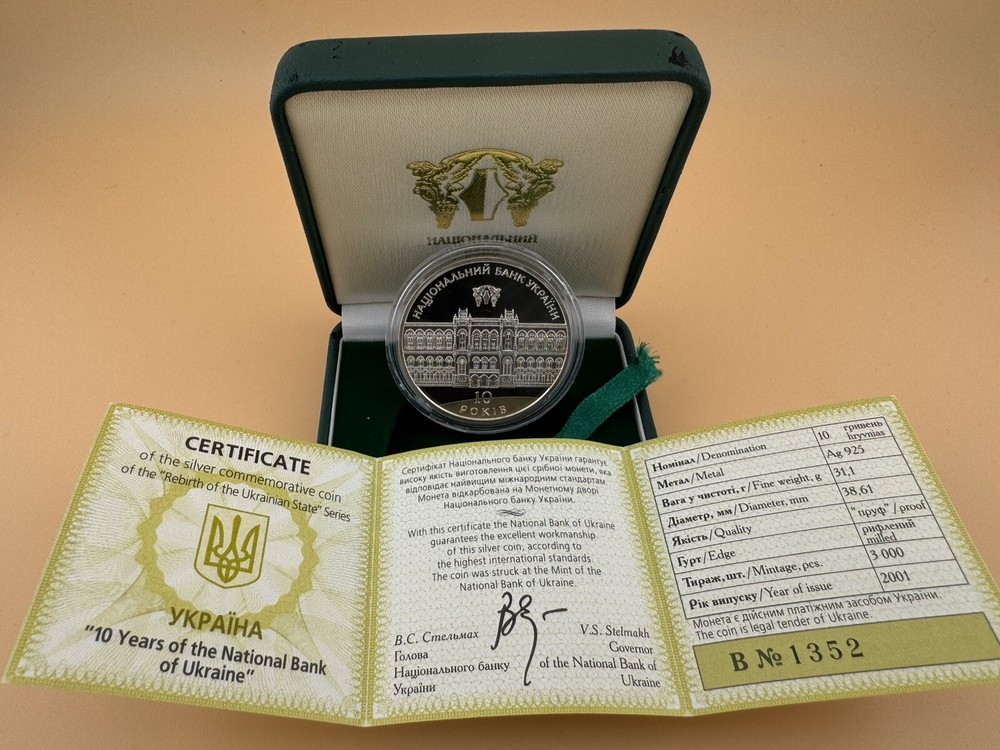 НАЦІОНАЛЬНИЙ
НАЦІОНАЛЬНИЙ БАНК УКРАЇНИ
10
РОКІВ
CERTIFICATE
of the silver commemorative coin
of the "Rebirth of the Ukrainian State" Series
УКРАЇНА
"10 Years of the National Bank
of Ukraine"
Сертифікат Національного банку України гарантує
високу якість виготовлення цієї срібної монети, яка
відповідає найвищим міжнародним стандартам.
Монета відкарбована на Монетному дворі
Національного банку України.
With this certificate the National Bank of Ukraine
guarantees the excellent workmanship
of this silver coin, according to
the highest international standards.
The coin was struck at the Mint of the
National Bank of Ukraine.
В.С. Стельмах
Голова
Національного банку
України
V.S. Stelmakh
Governor
of the National Bank of
Ukraine
Номінал/Denomination 10 гривень hryvnias
Метал/Metal Ag 925
Вага у чистоті, г/Fine weight, g 31,1
Діаметр, мм/Diameter, mm 38,61
Якість/Quality "пруф"/proof
Гурт/Edge рифлений milled
Тираж, шт./Mintage, pcs. 3 000
Рік випуску/Year of issue 2001
Монета є дійсним платіжним засобом України.
The coin is legal tender of Ukraine.
В №1352